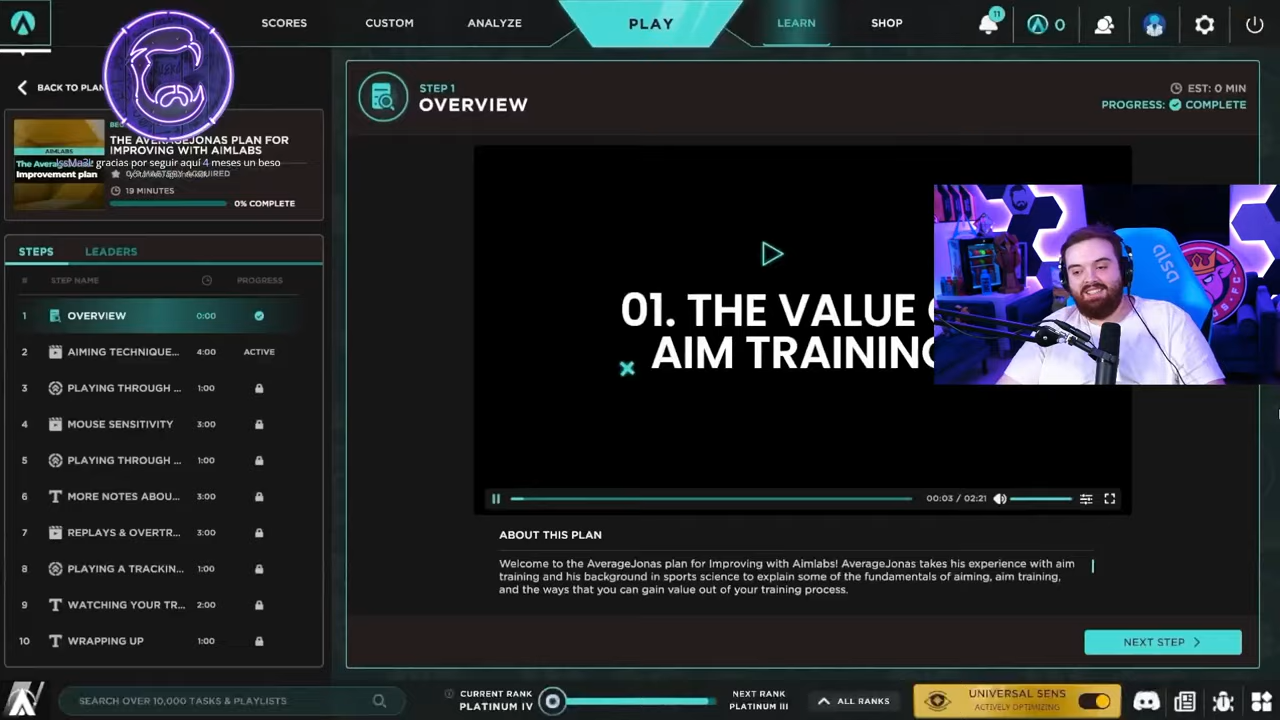 SCORES
CUSTOM
ANALYZE
PLAY
LEARN
SHOP
11
0
BACK TO PLAN
THE AVERAGEJONAS PLAN FOR
IMPROVING WITH AIMLABS
gracias por seguir aquí 4 meses un beso
MASTERY ACQUIRED
19 MINUTES
0% COMPLETE
AIMLABS
The AverageJonas
Improvement plan
STEPS
LEADERS
# STEP NAME PROGRESS
1 OVERVIEW 0:00
2 AIMING TECHNIQUE... 4:00 ACTIVE
3 PLAYING THROUGH ... 1:00
4 MOUSE SENSITIVITY 3:00
5 PLAYING THROUGH ... 1:00
6 MORE NOTES ABOU... 3:00
7 REPLAYS & OVERTR... 3:00
8 PLAYING A TRACKIN... 1:00
9 WATCHING YOUR TR... 2:00
10 WRAPPING UP 1:00
STEP 1
OVERVIEW
EST: 0 MIN
PROGRESS: COMPLETE
01. THE VALUE
AIM TRAINING
alsa
00:03 / 02:21
ABOUT THIS PLAN
Welcome to the AverageJonas plan for Improving with Aimlabs! AverageJonas takes his experience with aim
training and his background in sports science to explain some of the fundamentals of aiming, aim training,
and the ways that you can gain value out of your training process.
NEXT STEP
SEARCH OVER 10,000 TASKS & PLAYLISTS
CURRENT RANK
PLATINUM IV
NEXT RANK
PLATINUM III
ALL RANKS
UNIVERSAL SENS
ACTIVELY OPTIMIZING